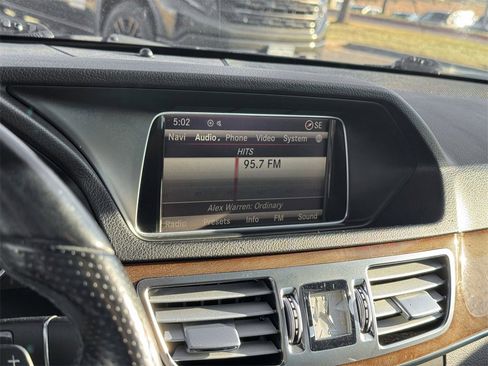 5:02 SE
Navi Audio Phone Video System
HITS
95.7 FM
Alex Warren: Ordinary
Radio Presets Info FM Sound